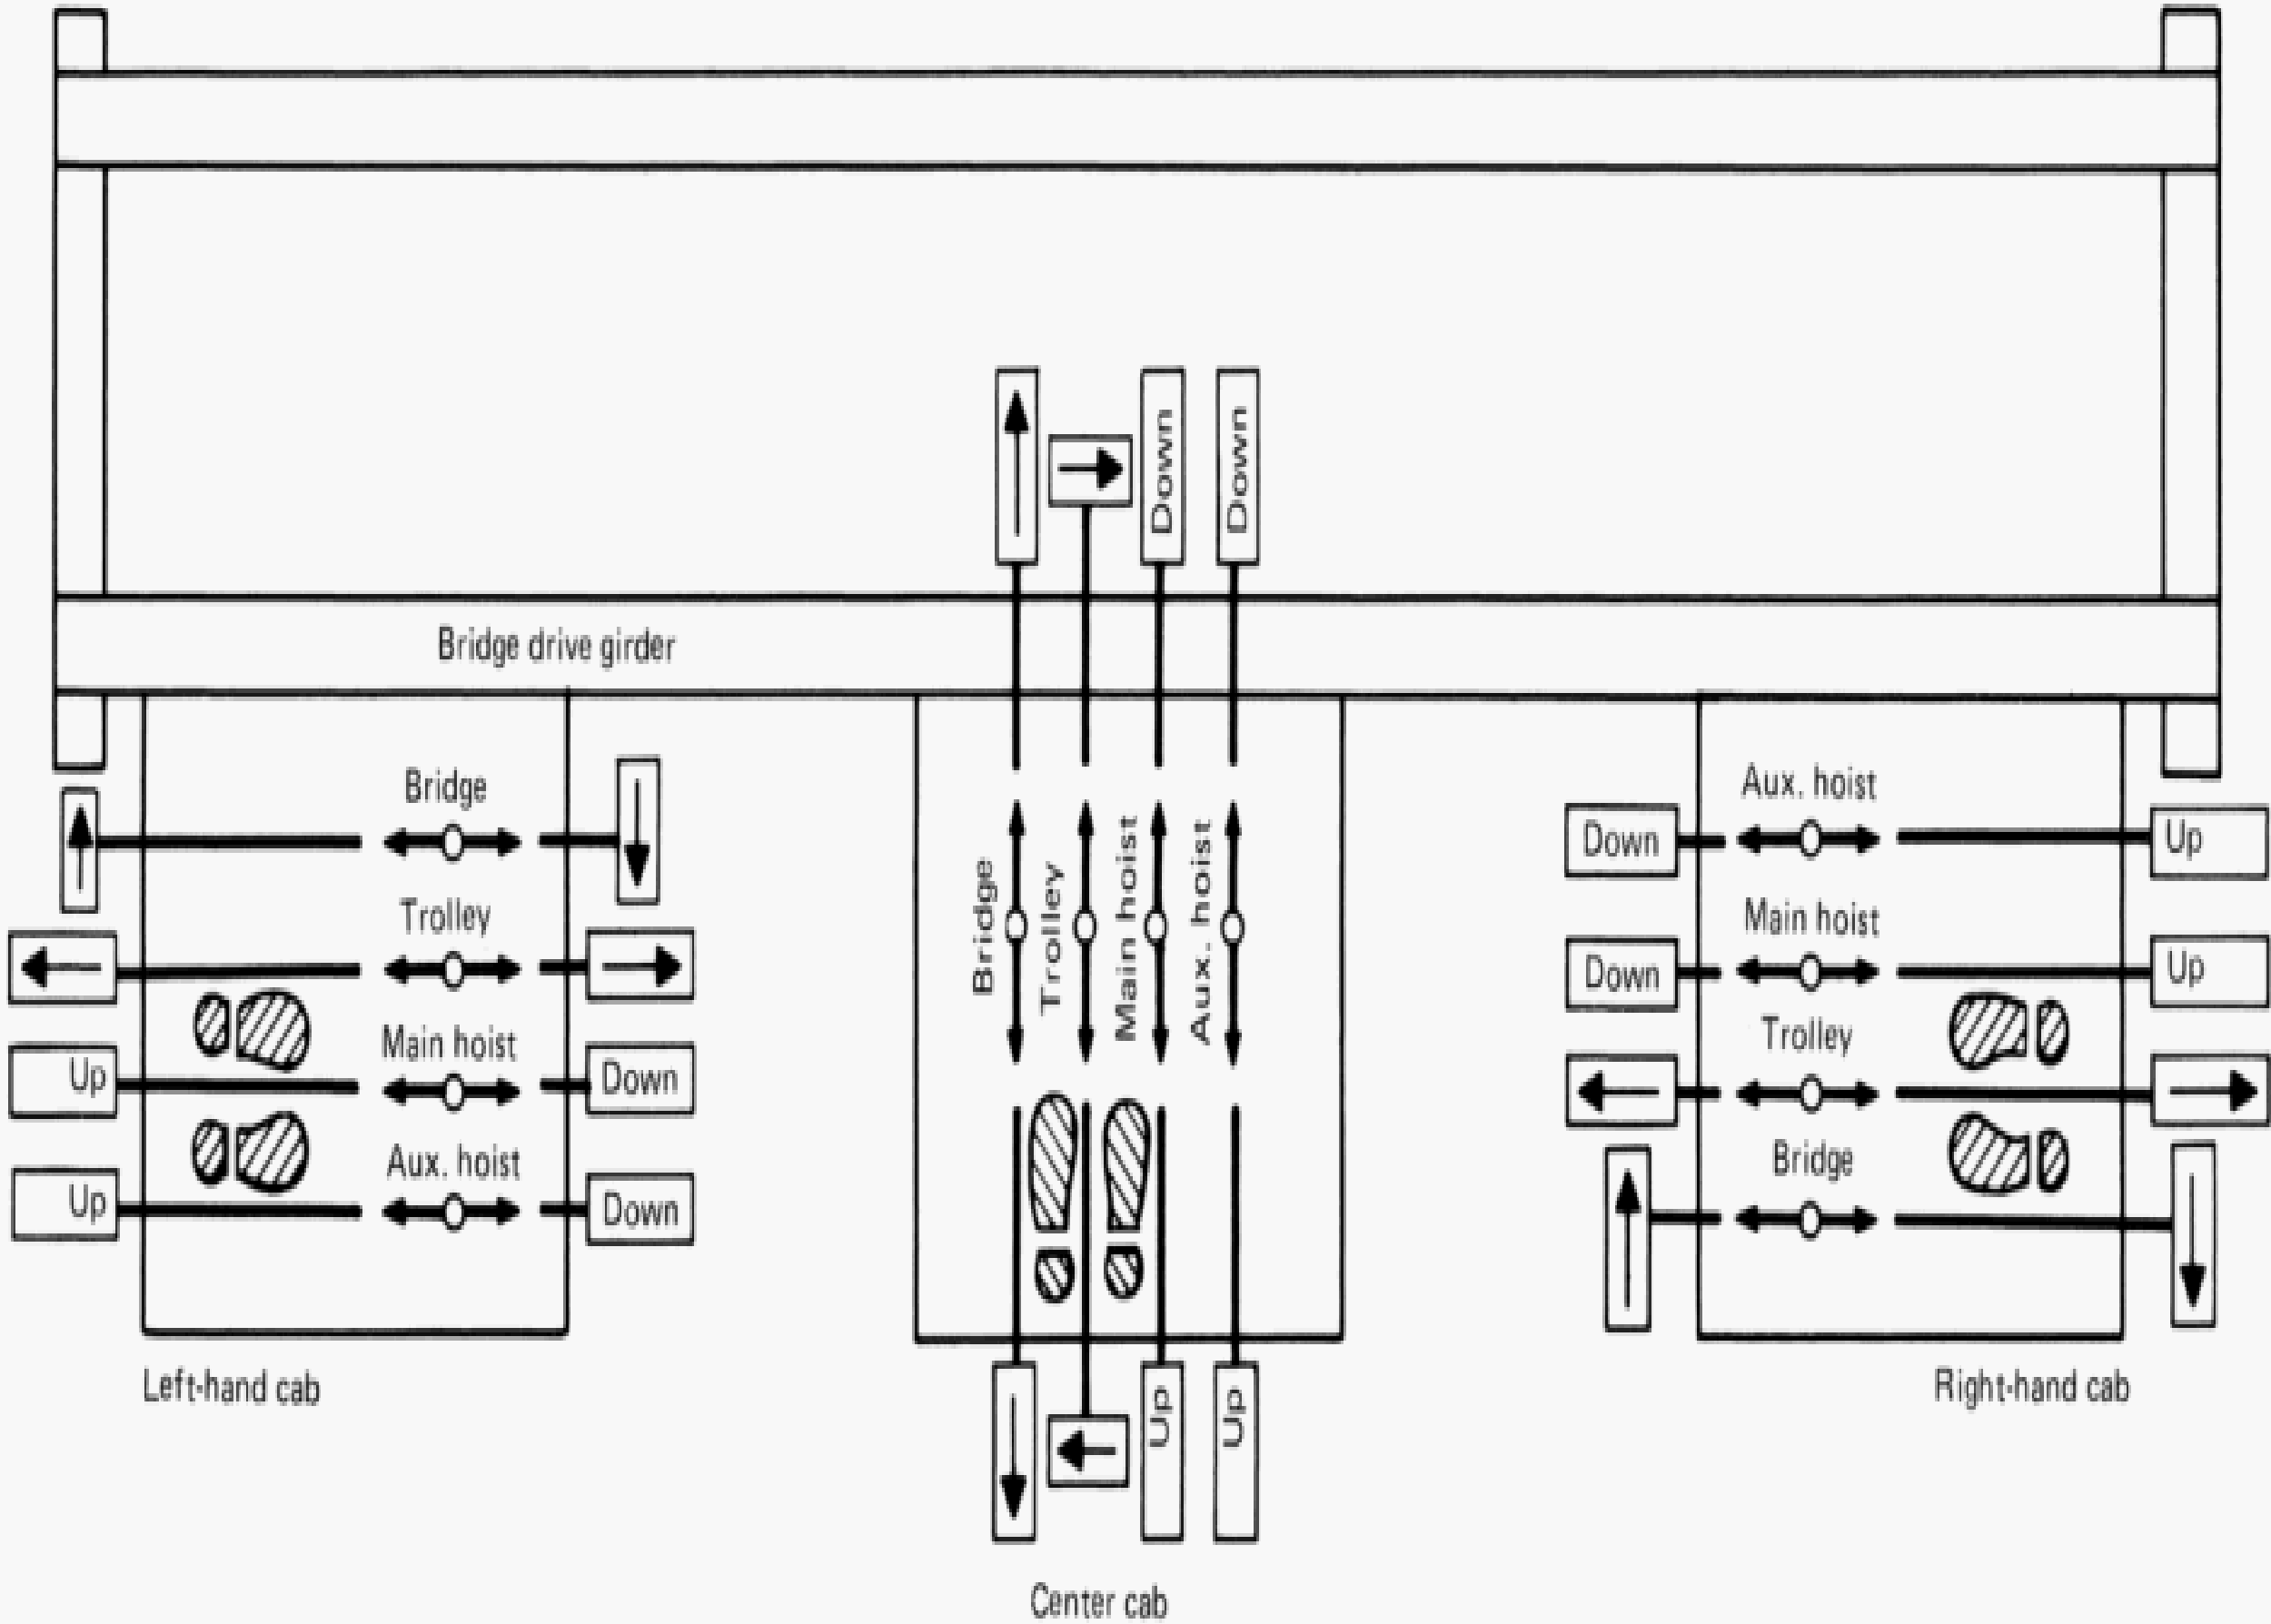 Down
Down
Bridge drive girder
Bridge
Trolley
Up
Main hoist
Down
Up
Aux. hoist
Down
Left-hand cab
Bridge
Trolley
Main hoist
Aux. hoist
Up
Up
Center cab
Aux. hoist
Down
Up
Main hoist
Down
Up
Trolley
Bridge
Right-hand cab